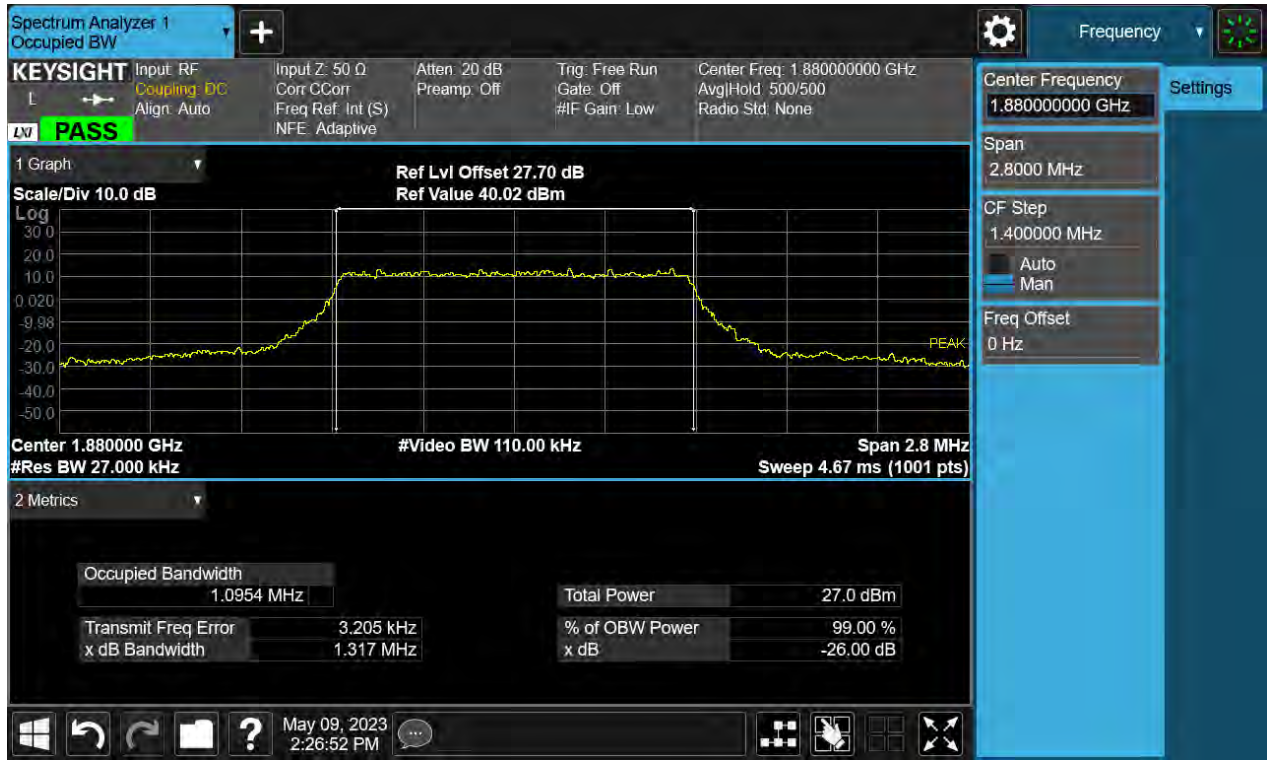 Spectrum Analyzer 1
Occupied BW
Frequency
KEYSIGHT
L
LXI
PASS
Input: RF
Coupling: DC
Align: Auto
Input Z: 50 Ω
Corr CCorr
Freq Ref: Int (S)
NFE: Adaptive
Atten: 20 dB
Preamp: Off
Trig: Free Run
Gate: Off
#IF Gain: Low
Center Freq: 1.880000000 GHz
Avg|Hold: 500/500
Radio Std: None
Center Frequency
1.880000000 GHz
Settings
Span
2.8000 MHz
CF Step
1.400000 MHz
Auto
Man
Freq Offset
0 Hz
1 Graph
Scale/Div 10.0 dB
Ref Lvl Offset 27.70 dB
Ref Value 40.02 dBm
Log
30.0
20.0
10.0
0.020
-9.98
-20.0
-30.0
-40.0
-50.0
PEAK
Center 1.880000 GHz
#Video BW 110.00 kHz
Span 2.8 MHz
#Res BW 27.000 kHz
Sweep 4.67 ms (1001 pts)
2 Metrics
Occupied Bandwidth
1.0954 MHz
Total Power 27.0 dBm
Transmit Freq Error 3.205 kHz
% of OBW Power 99.00 %
x dB Bandwidth 1.317 MHz
x dB -26.00 dB
?
May 09, 2023
2:26:52 PM